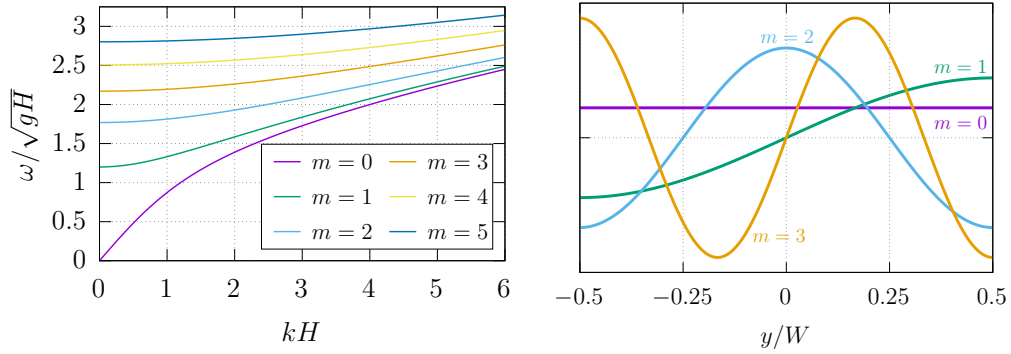 3
2.5
2
1.5
1
0.5
0
ω/√gH
m = 0
m = 3
m = 1
m = 4
m = 2
m = 5
0 1 2 3 4 5 6
kH
m = 2
m = 1
m = 0
m = 3
−0.5 −0.25 0 0.25 0.5
y/W